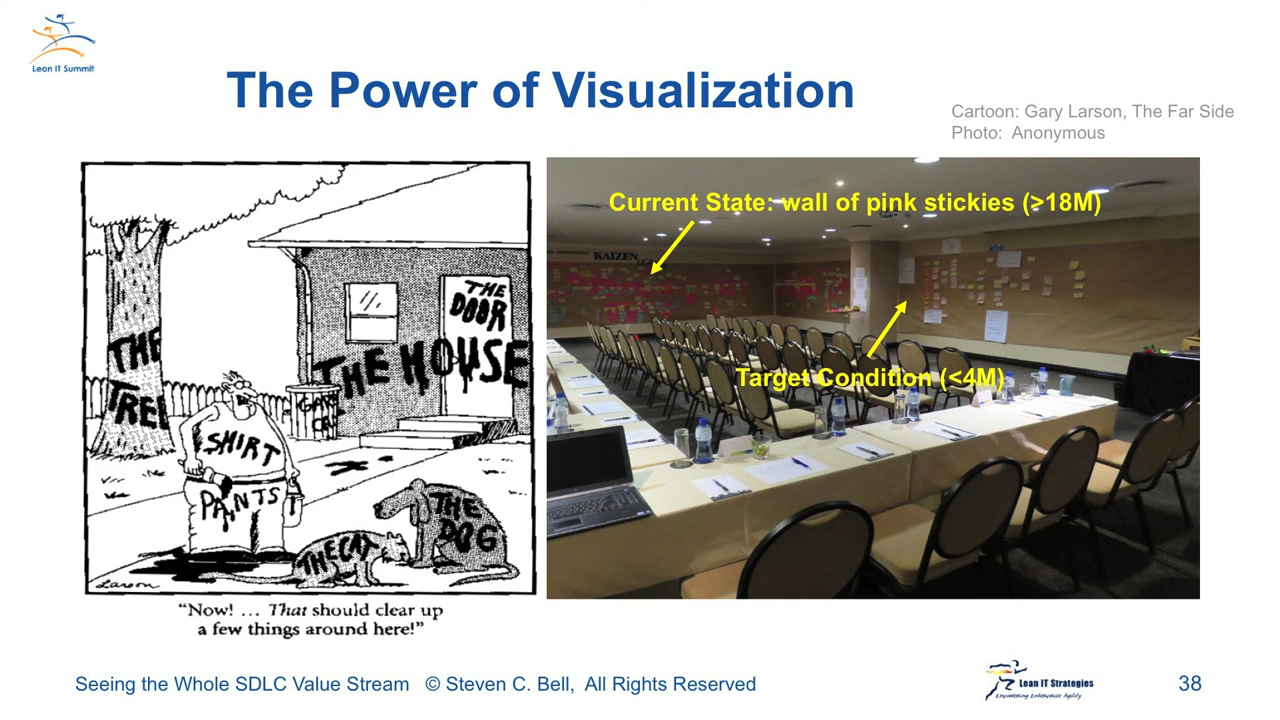 Lean IT Summit
The Power of Visualization
Cartoon: Gary Larson, The Far Side
Photo: Anonymous
THE
TREE
SHIRT
PANTS
THE HOUSE
THE
DOOR
THE CAT
THE
DOG
Larson
"Now! ... That should clear up
a few things around here!"
Current State: wall of pink stickies (>18M)
KAIZEN
Target Condition (<4M)
Seeing the Whole SDLC Value Stream © Steven C. Bell, All Rights Reserved
Lean IT Strategies
Empowering Enterprise Agility
38